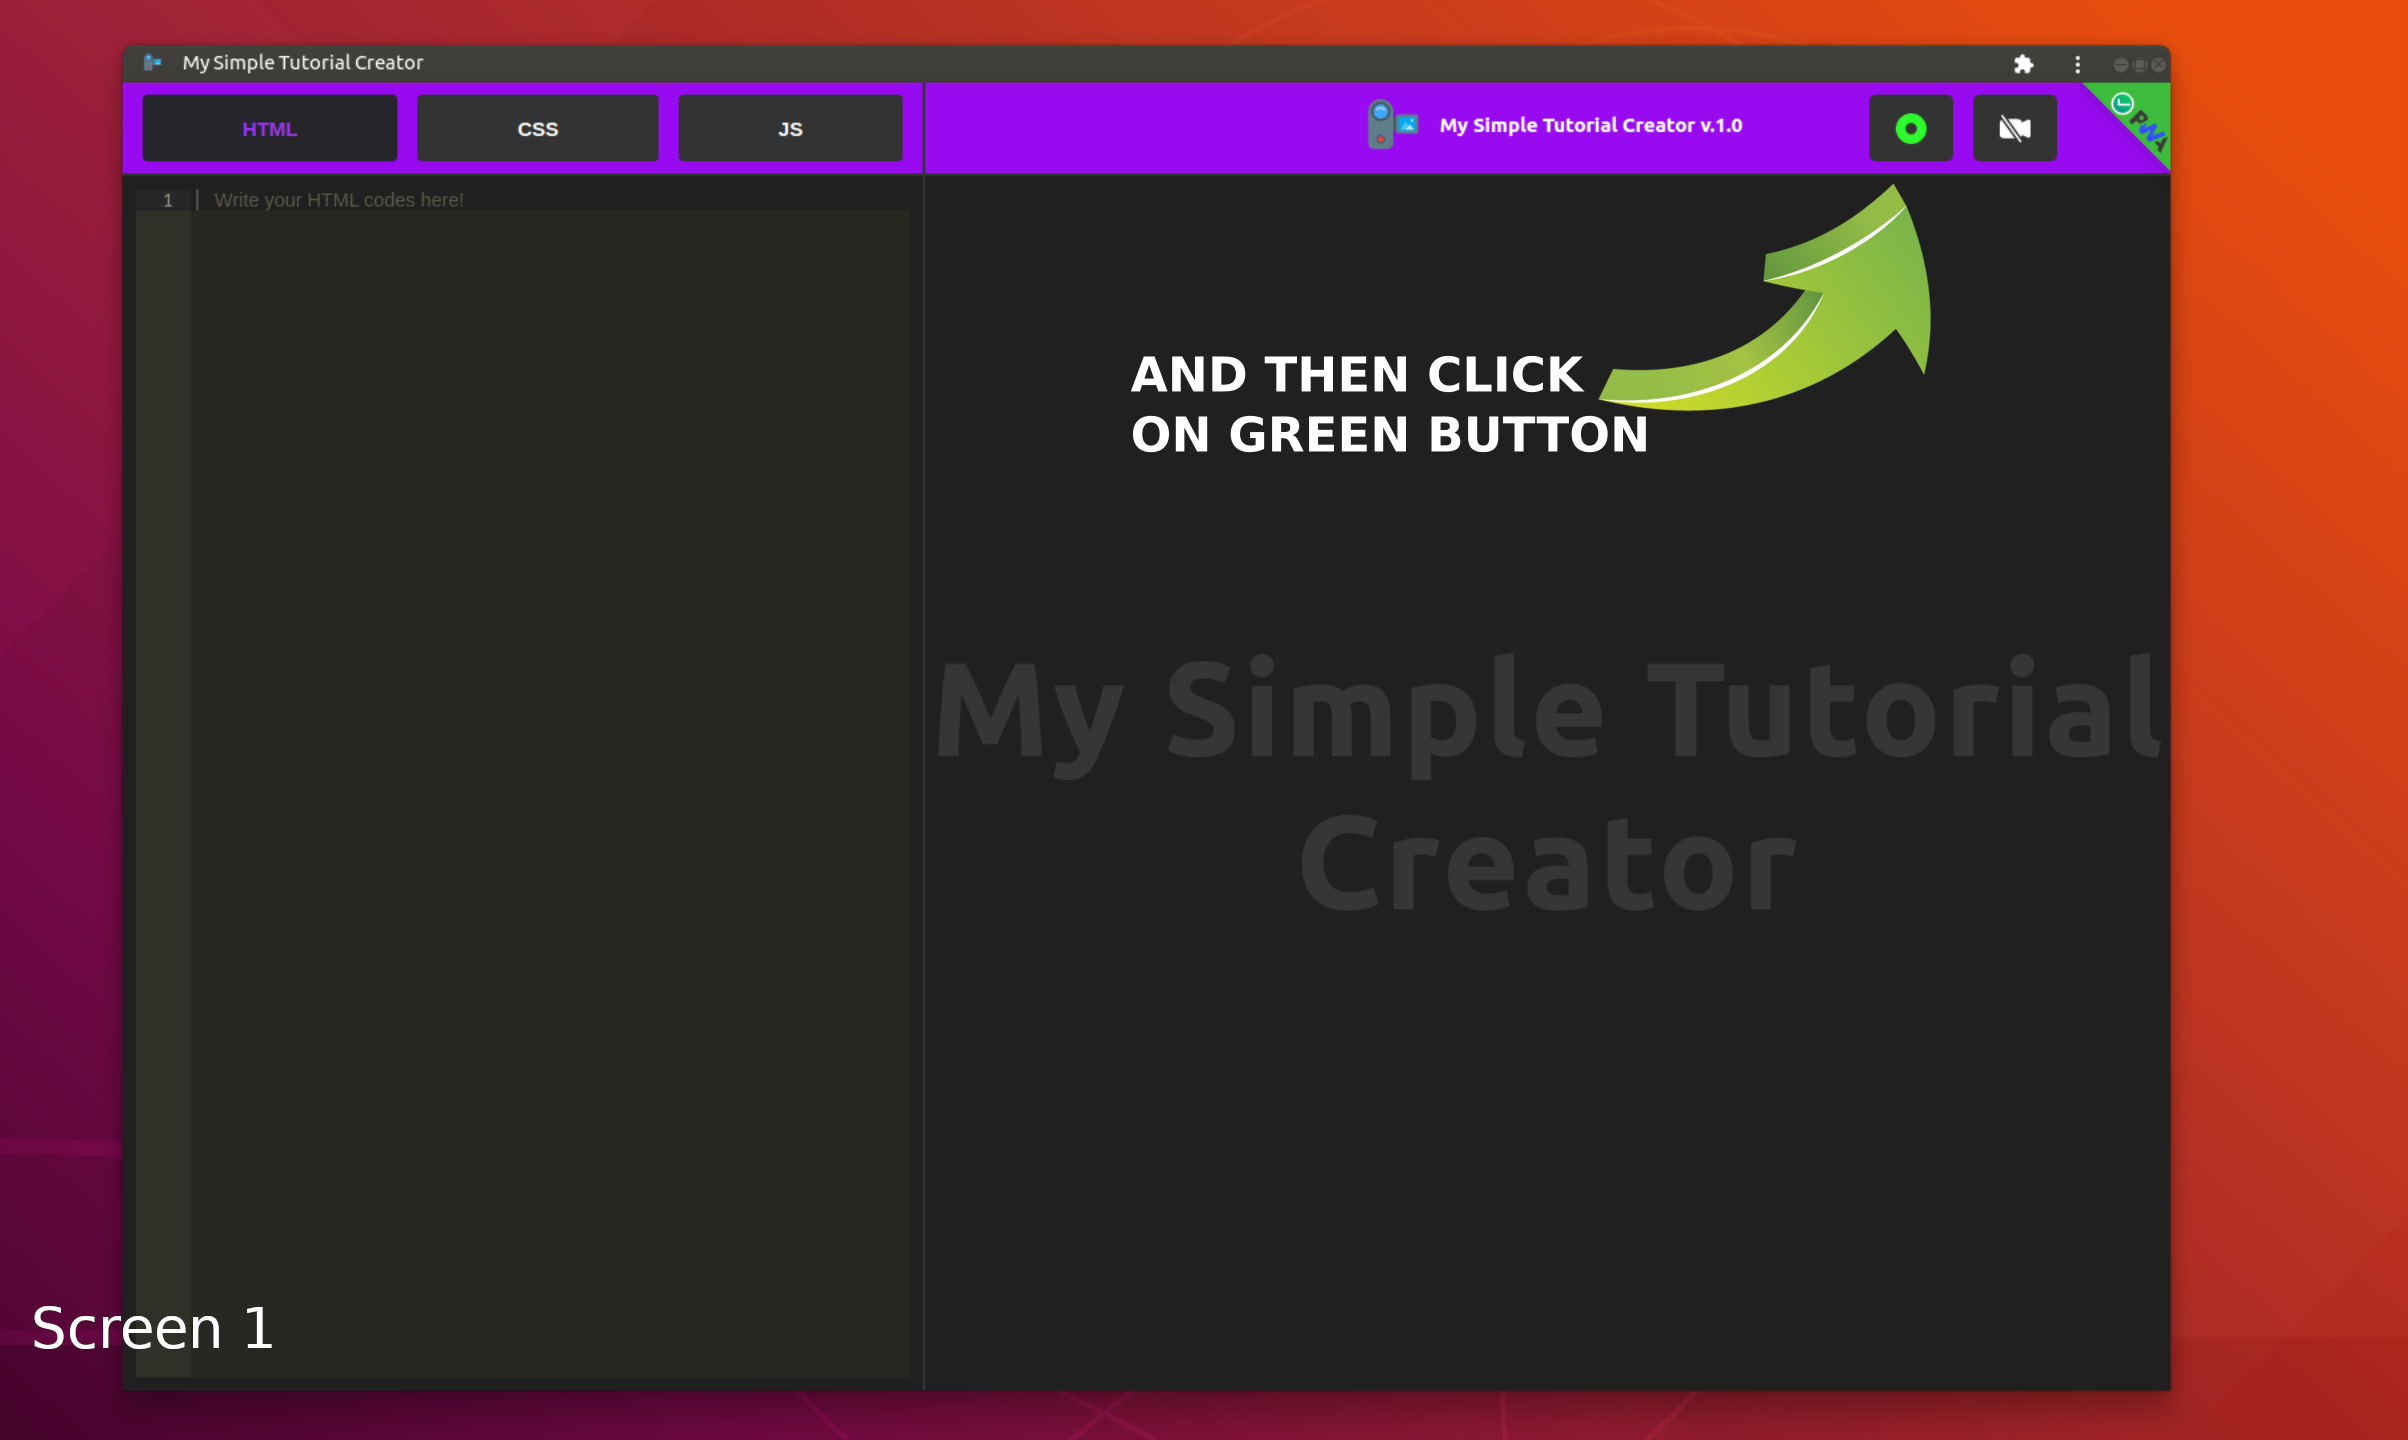 My Simple Tutorial Creator
HTML
CSS
JS
My Simple Tutorial Creator v.1.0
PWA
1
Write your HTML codes here!
AND THEN CLICK
ON GREEN BUTTON
My Simple Tutorial
Creator
Screen 1